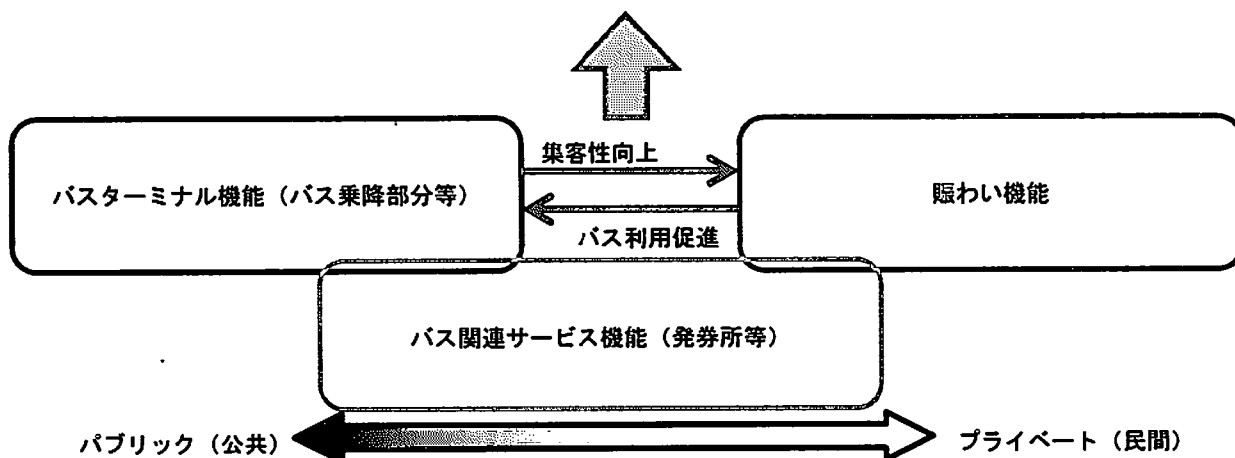 集客性向上
バスターミナル機能（バス乗降部分等）
賑わい機能
バス利用促進
バス関連サービス機能（発券所等）
パブリック（公共）
プライベート（民間）